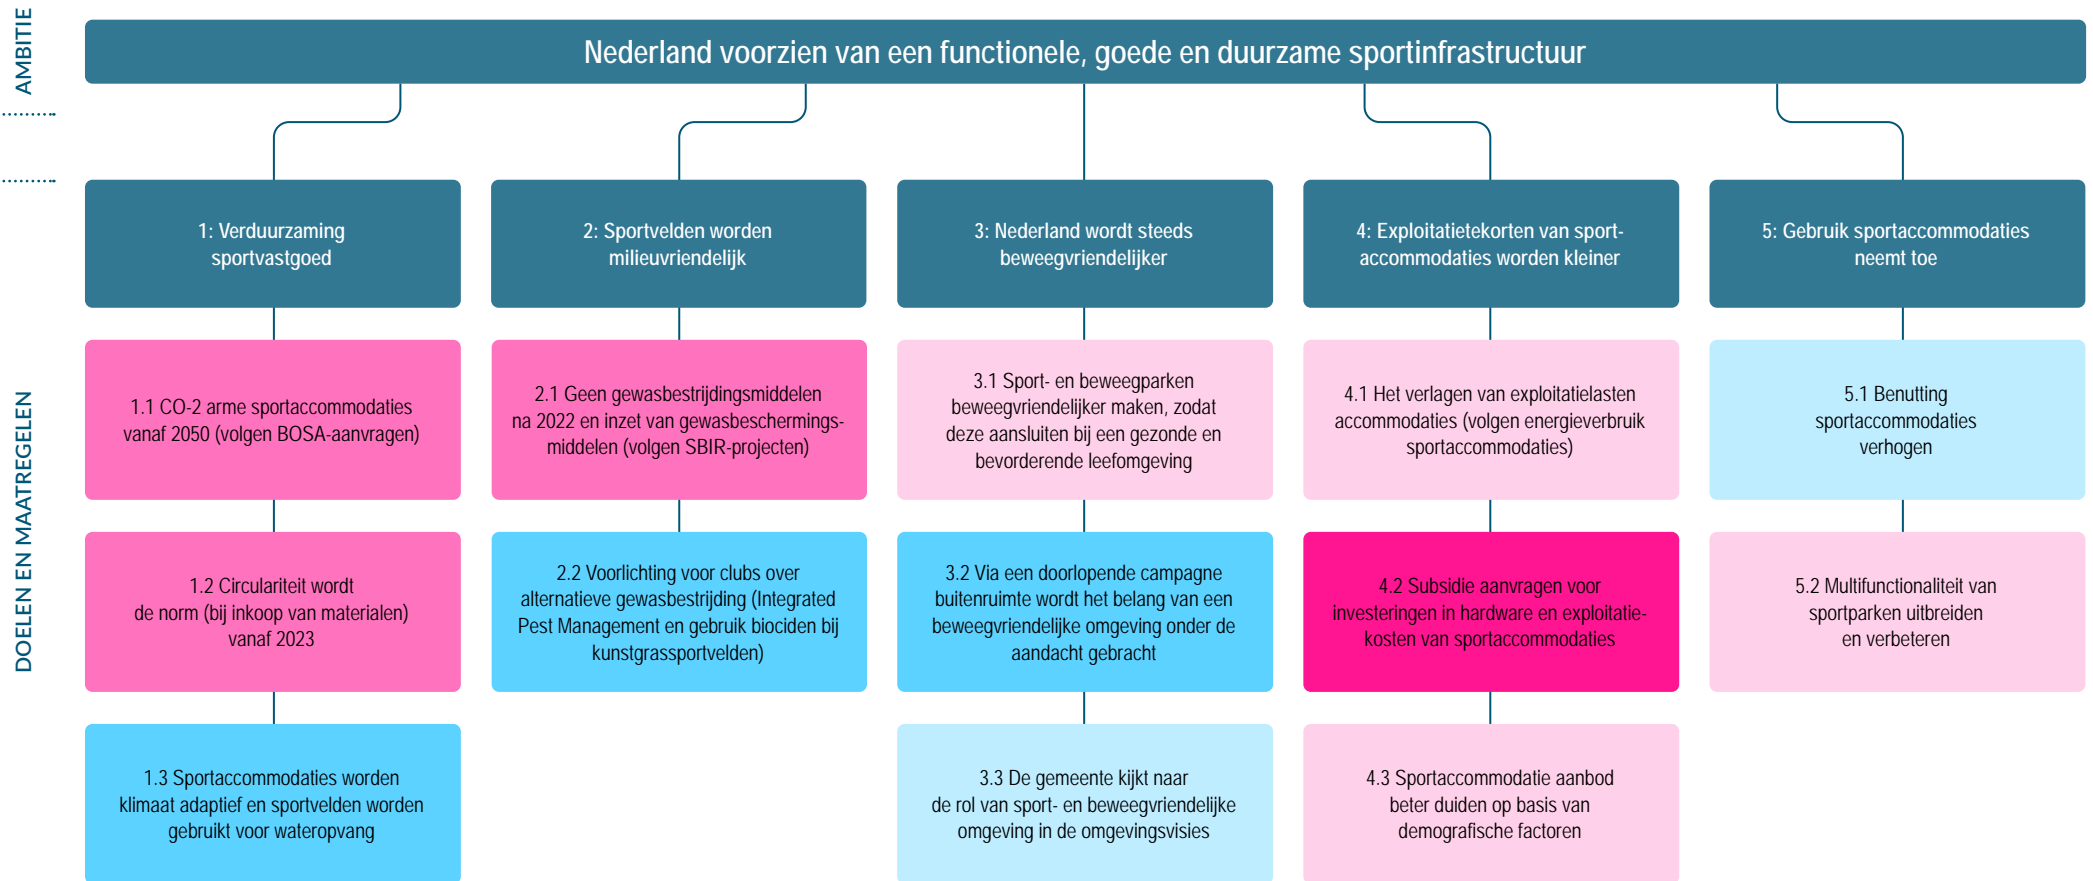 AMBITIE
Nederland voorzien van een functionele, goede en duurzame sportinfrastructuur
DOELEN EN MAATREGELEN
1: Verduurzaming
sportvastgoed
1.1 CO-2 arme sportaccommodaties
vanaf 2050 (volgen BOSA-aanvragen)
1.2 Circulariteit wordt
de norm (bij inkoop van materialen)
vanaf 2023
1.3 Sportaccommodaties worden
klimaat adaptief en sportvelden worden
gebruikt voor wateropvang
2: Sportvelden worden
milieuvriendelijk
2.1 Geen gewasbestrijdingsmiddelen
na 2022 en inzet van gewasbeschermings-
middelen (volgen SBIR-projecten)
2.2 Voorlichting voor clubs over
alternatieve gewasbestrijding (Integrated
Pest Management en gebruik biociden bij
kunstgrassportvelden)
3: Nederland wordt steeds
beweegvriendelijker
3.1 Sport- en beweegparken
beweegvriendelijker maken, zodat
deze aansluiten bij een gezonde en
bevorderende leefomgeving
3.2 Via een doorlopende campagne
buitenruimte wordt het belang van een
beweegvriendelijke omgeving onder de
aandacht gebracht
3.3 De gemeente kijkt naar
de rol van sport- en beweegvriendelijke
omgeving in de omgevingsvisies
4: Exploitatietekorten van sport-
accommodaties worden kleiner
4.1 Het verlagen van exploitatielasten
accommodaties (volgen energieverbruik
sportaccommodaties)
4.2 Subsidie aanvragen voor
investeringen in hardware en exploitatie-
kosten van sportaccommodaties
4.3 Sportaccommodatie aanbod
beter duiden op basis van
demografische factoren
5: Gebruik sportaccommodaties
neemt toe
5.1 Benutting
sportaccommodaties
verhogen
5.2 Multifunctionaliteit van
sportparken uitbreiden
en verbeteren